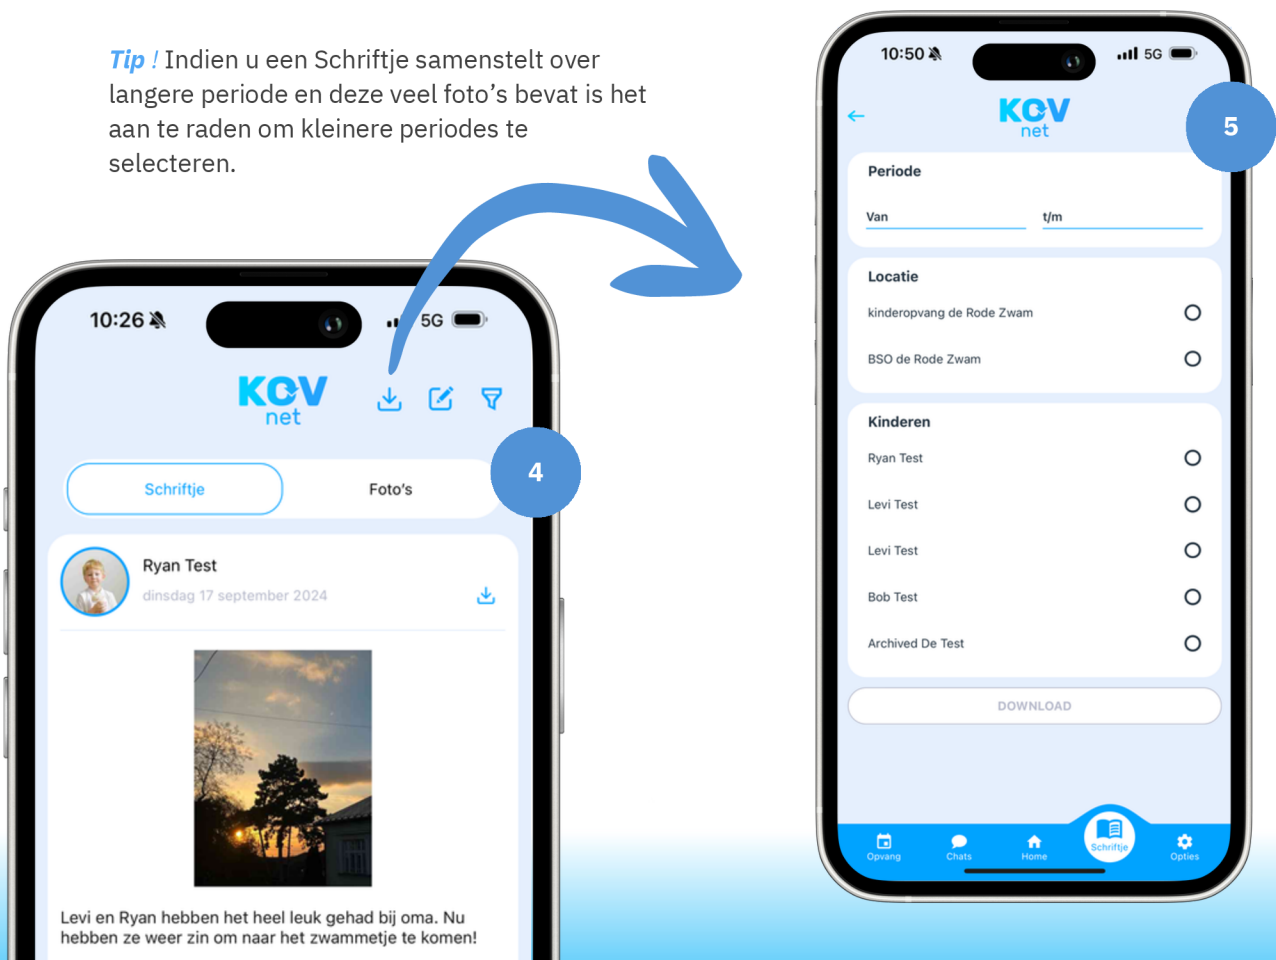 Tip ! Indien u een Schriftje samenstelt over
langere periode en deze veel foto's bevat is het
aan te raden om kleinere periodes te
selecteren.
10:26
5G
KOV
net
Schriftje
Foto's
4
Ryan Test
dinsdag 17 september 2024
Levi en Ryan hebben het heel leuk gehad bij oma. Nu
hebben ze weer zin om naar het zwammetje te komen!
10:50
5G
KOV
net
5
Periode
Van
t/m
Locatie
kinderopvang de Rode Zwam
BSO de Rode Zwam
Kinderen
Ryan Test
Levi Test
Levi Test
Bob Test
Archived De Test
DOWNLOAD
Opvang
Chats
Home
Schriftje
Opties